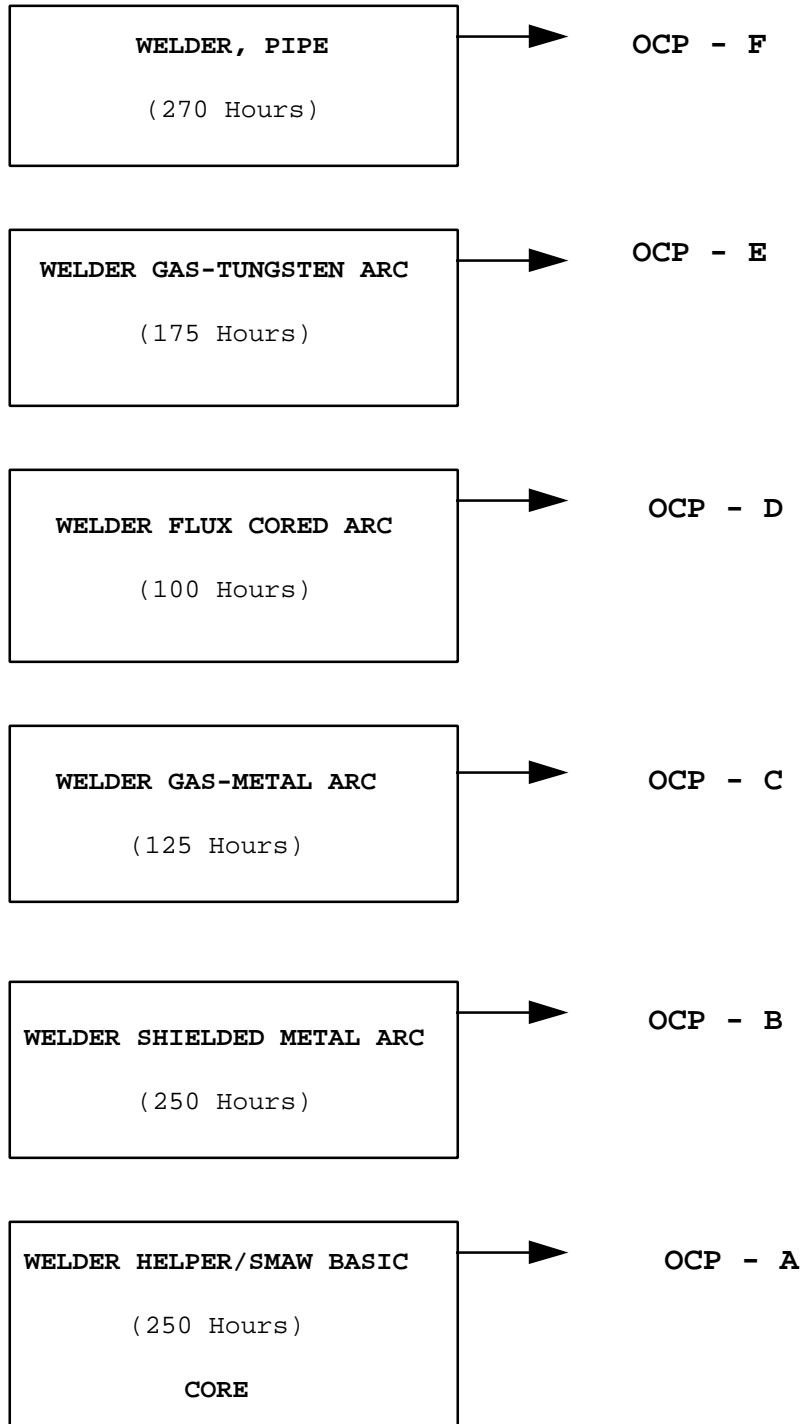 WELDER, PIPE
(270 Hours)
OCP - F
WELDER GAS-TUNGSTEN ARC
(175 Hours)
OCP - E
WELDER FLUX CORED ARC
(100 Hours)
OCP - D
WELDER GAS-METAL ARC
(125 Hours)
OCP - C
WELDER SHIELDED METAL ARC
(250 Hours)
OCP - B
WELDER HELPER/SMAW BASIC
(250 Hours)
CORE
OCP - A